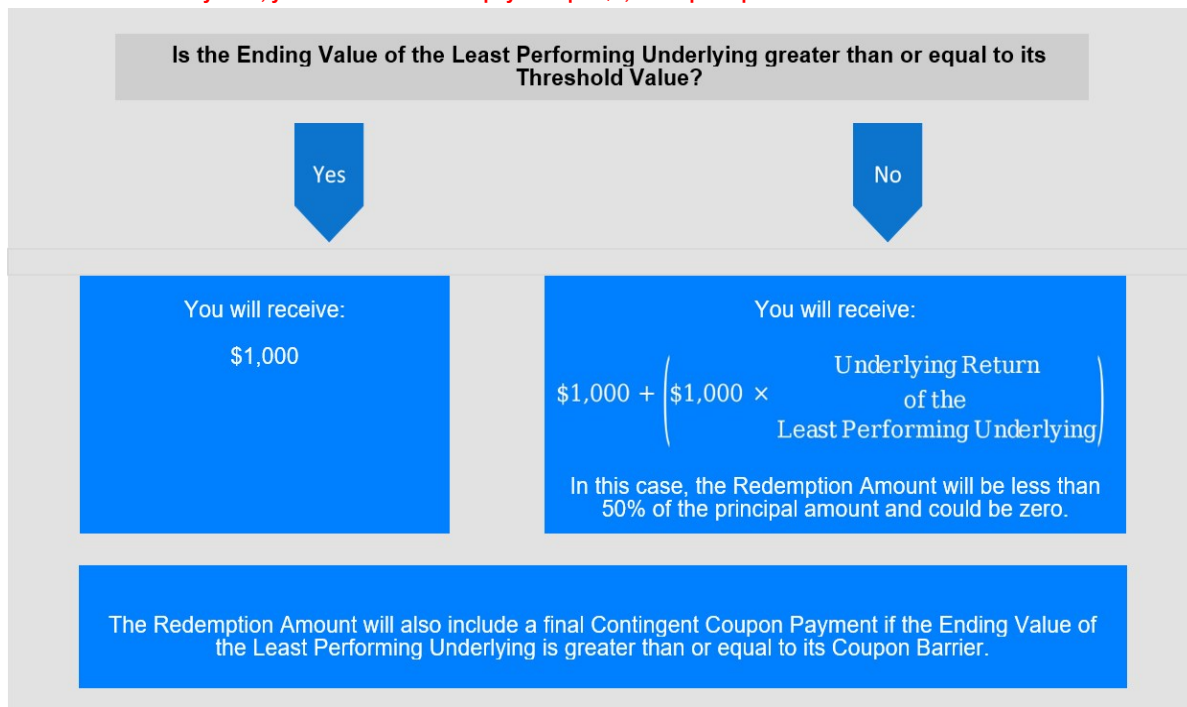 Is the Ending Value of the Least Performing Underlying greater than or equal to its
Threshold Value?
Yes
No
You will receive:
$1,000
You will receive:
$1,000 + ($1,000 × Underlying Return
of the
Least Performing Underlying)
In this case, the Redemption Amount will be less than
50% of the principal amount and could be zero.
The Redemption Amount will also include a final Contingent Coupon Payment if the Ending Value of
the Least Performing Underlying is greater than or equal to its Coupon Barrier.